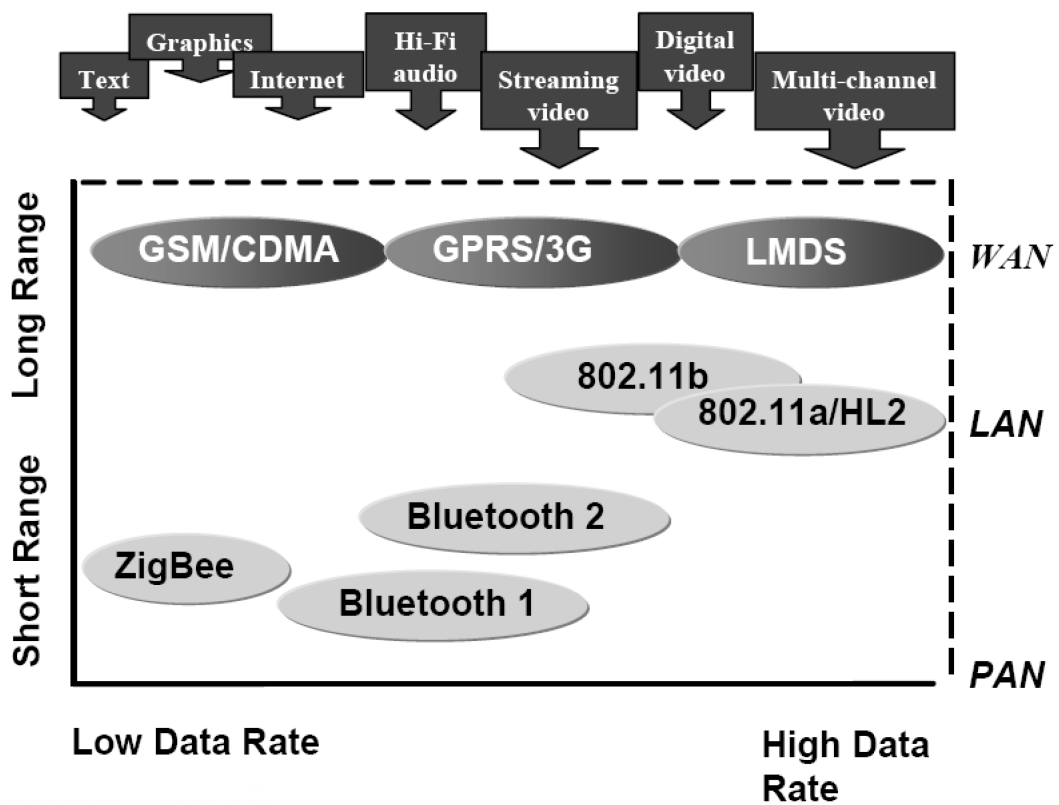 Text
Graphics
Internet
Hi-Fi
audio
Streaming
video
Digital
video
Multi-channel
video
Long Range
Short Range
GSM/CDMA
GPRS/3G
LMDS
WAN
802.11b
802.11a/HL2
LAN
Bluetooth 2
ZigBee
Bluetooth 1
PAN
Low Data Rate
High Data
Rate